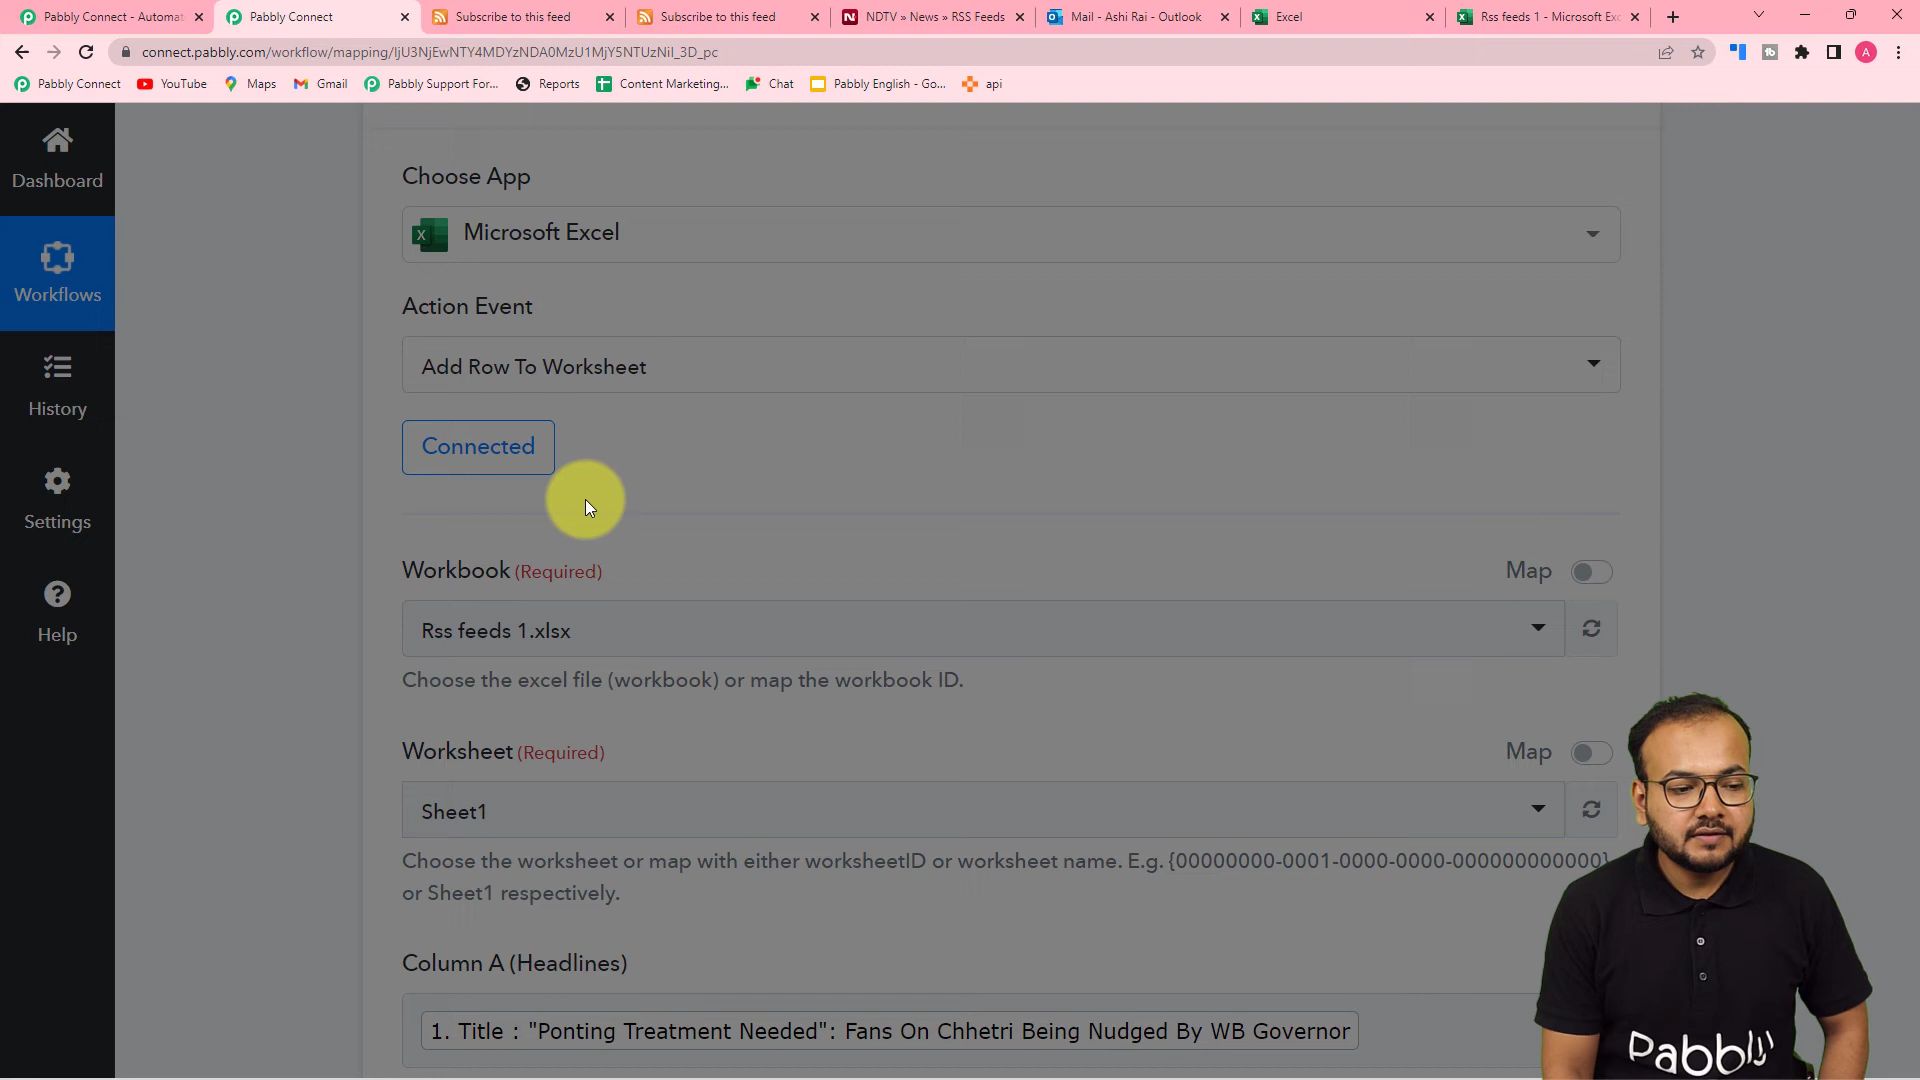 Pabbly Connect - Automat
Pabbly Connect
Subscribe to this feed
Subscribe to this feed
NDTV » News » RSS Feeds
Mail - Ashi Rai - Outlook
Excel
Rss feeds 1 - Microsoft Exc
connect.pabbly.com/workflow/mapping/IjU3NjEwNTY4MDYzNDA0MzU1MjY5NTUzNiI_3D_pc
A
Pabbly Connect
YouTube
Maps
Gmail
Pabbly Support For...
Reports
Content Marketing...
Chat
Pabbly English - Go...
api
Dashboard
Workflows
History
Settings
Help
Choose App
Microsoft Excel
Action Event
Add Row To Worksheet
Connected
Workbook (Required)
Map
Rss feeds 1.xlsx
Choose the excel file (workbook) or map the workbook ID.
Worksheet (Required)
Map
Sheet1
Choose the worksheet or map with either worksheetID or worksheet name. E.g. {00000000-0001-0000-0000-000000000000}
or Sheet1 respectively.
Column A (Headlines)
1. Title : "Ponting Treatment Needed": Fans On Chhetri Being Nudged By WB Governor
Pabbly